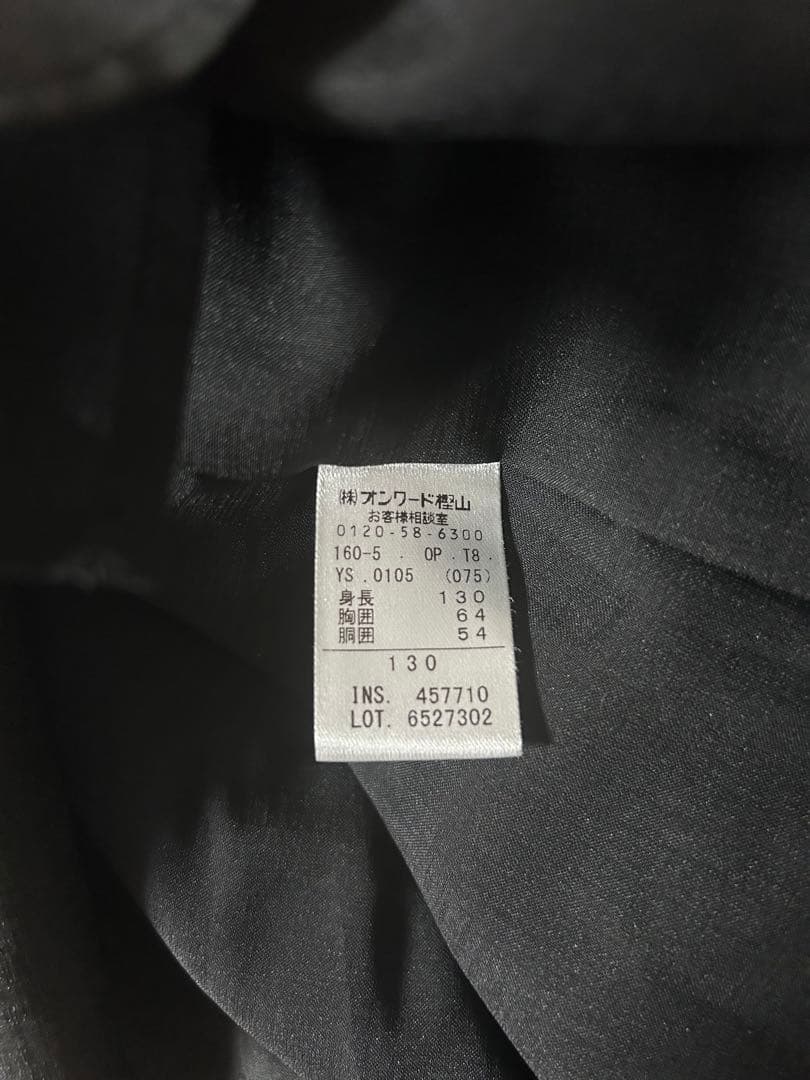 (株)オンワード樫山
お客様相談室
0120-58-6300
160-5 . OP . T8 .
YS .0105 (075)
身長 130
胸囲 64
胴囲 54
130
INS. 457710
LOT. 6527302